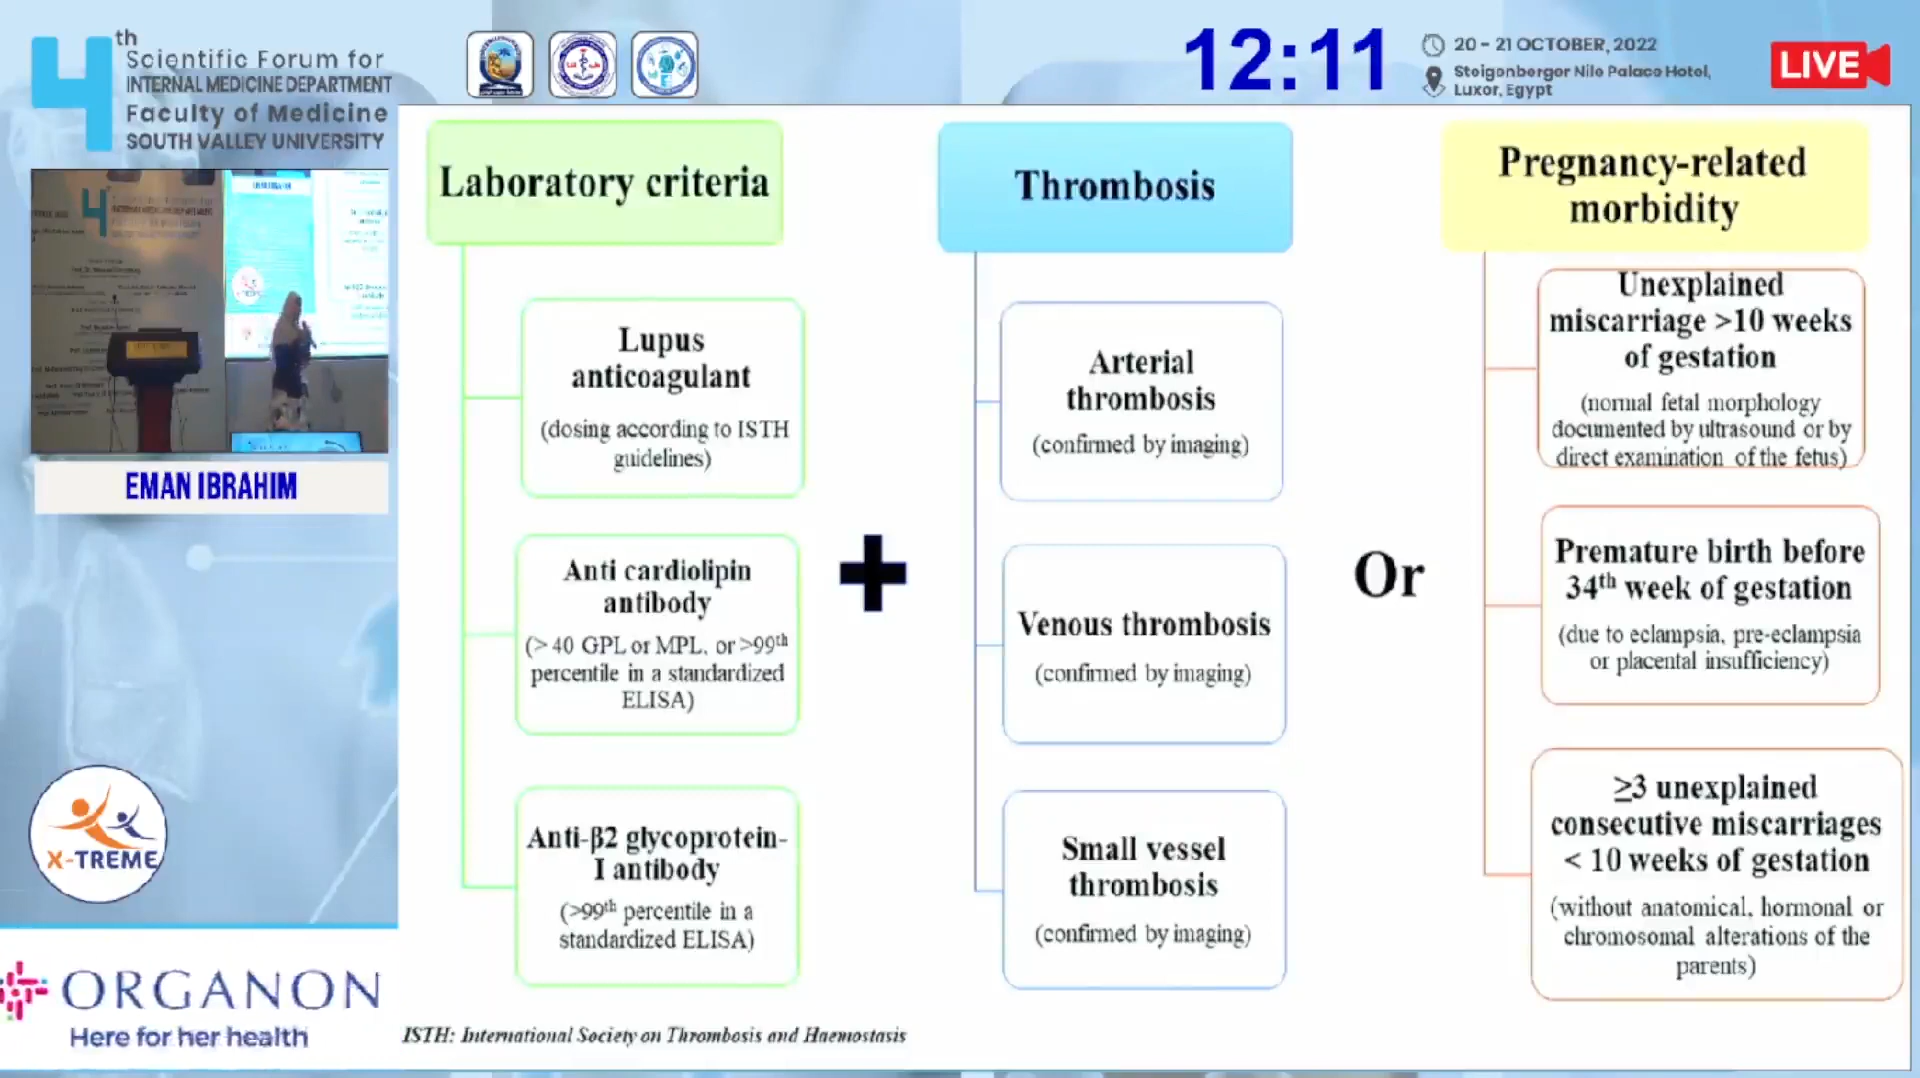 4th
Scientific Forum for
INTERNAL MEDICINE DEPARTMENT
Faculty of Medicine
SOUTH VALLEY UNIVERSITY
12:11
20 - 21 OCTOBER, 2022
Steigenberger Nile Palace Hotel,
Luxor, Egypt
LIVE
EMAN IBRAHIM
X-TREME
ORGANON
Here for her health
Laboratory criteria
Lupus
anticoagulant
(dosing according to ISTH
guidelines)
Anti cardiolipin
antibody
(> 40 GPL or MPL, or >99th
percentile in a standardized
ELISA)
Anti-β2 glycoprotein-
I antibody
(>99th percentile in a
standardized ELISA)
+
Thrombosis
Arterial
thrombosis
(confirmed by imaging)
Venous thrombosis
(confirmed by imaging)
Small vessel
thrombosis
(confirmed by imaging)
Or
Pregnancy-related
morbidity
Unexplained
miscarriage >10 weeks
of gestation
(normal fetal morphology
documented by ultrasound or by
direct examination of the fetus)
Premature birth before
34th week of gestation
(due to eclampsia, pre-eclampsia
or placental insufficiency)
≥3 unexplained
consecutive miscarriages
< 10 weeks of gestation
(without anatomical, hormonal or
chromosomal alterations of the
parents)
ISTH: International Society on Thrombosis and Haemostasis